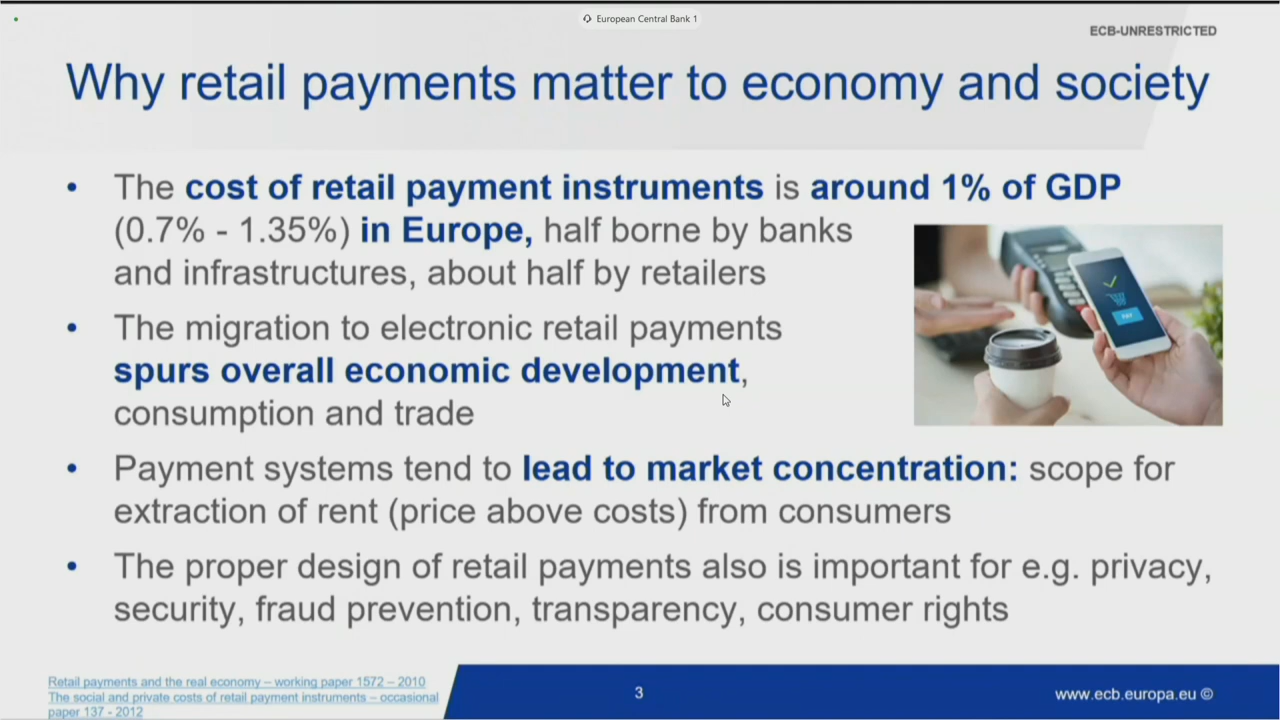 European Central Bank 1
ECB-UNRESTRICTED
Why retail payments matter to economy and society
• The cost of retail payment instruments is around 1% of GDP
(0.7% - 1.35%) in Europe, half borne by banks
and infrastructures, about half by retailers
• The migration to electronic retail payments
spurs overall economic development,
consumption and trade
PAY
• Payment systems tend to lead to market concentration: scope for
extraction of rent (price above costs) from consumers
• The proper design of retail payments also is important for e.g. privacy,
security, fraud prevention, transparency, consumer rights
Retail payments and the real economy – working paper 1572 – 2010
The social and private costs of retail payment instruments – occasional
paper 137 - 2012
3
www.ecb.europa.eu ©